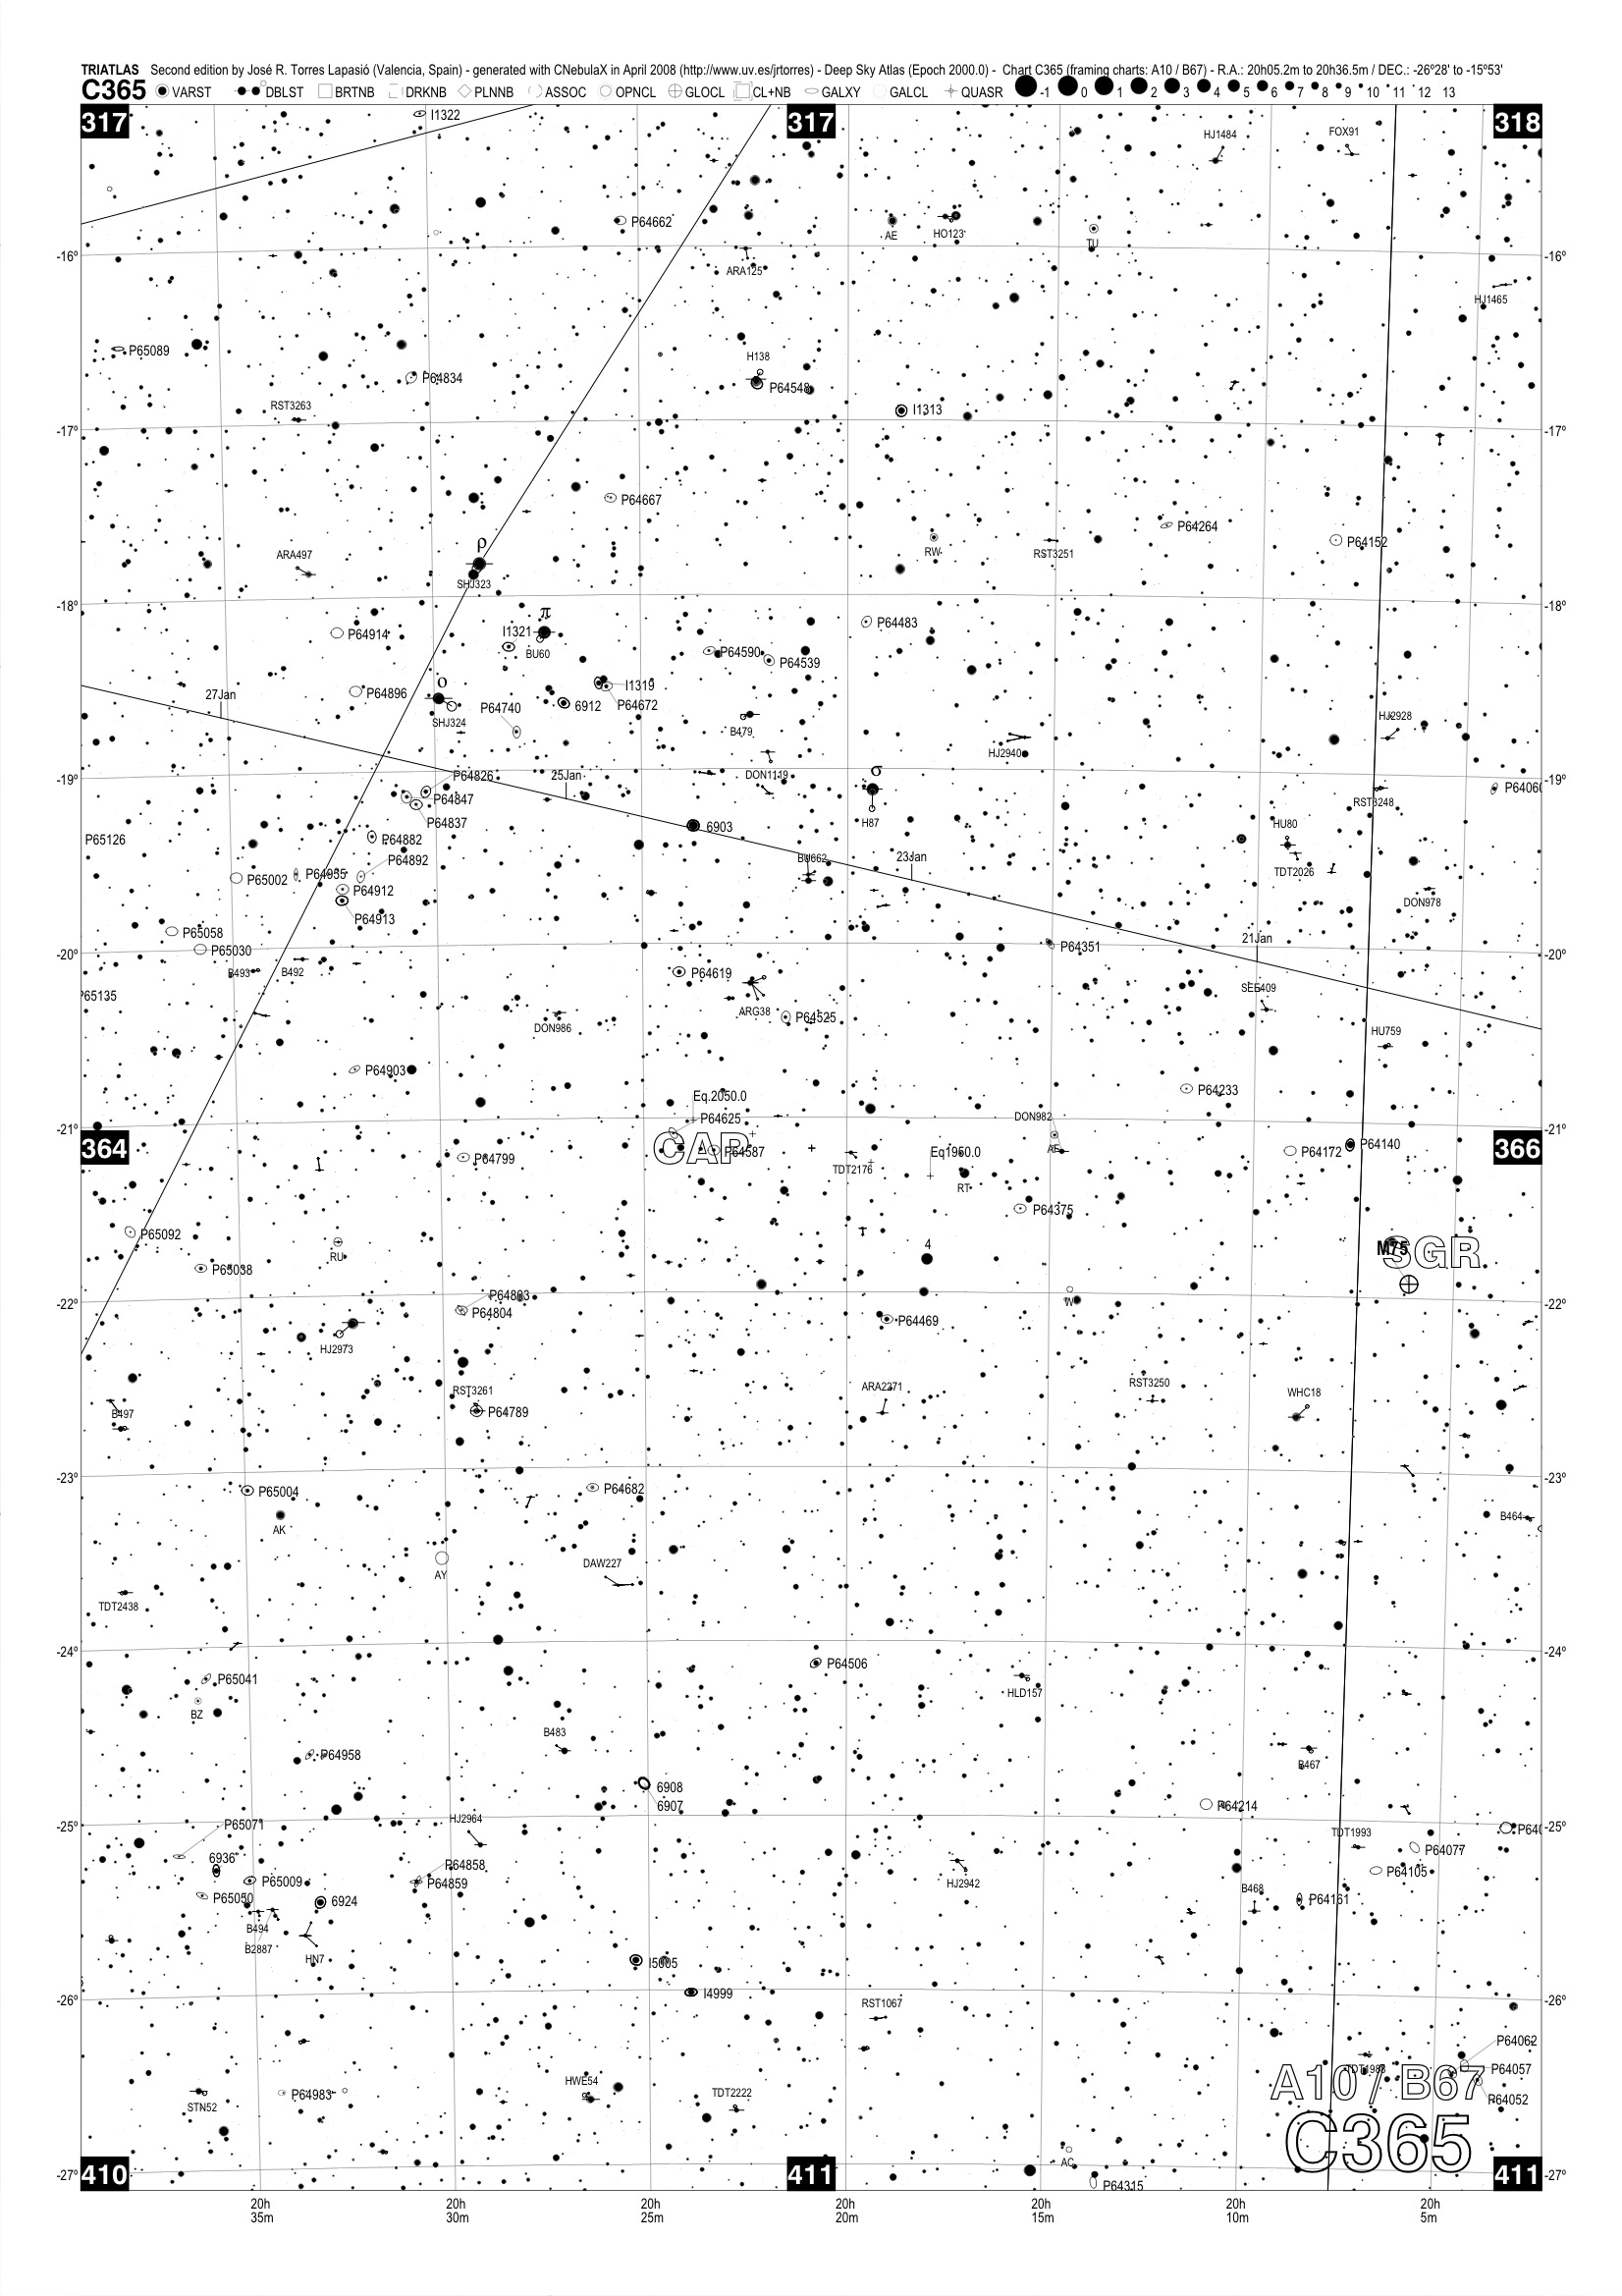 TRIATLAS Second edition by José R. Torres Lapasió (Valencia, Spain) - generated with CNebulaX in April 2008 (http://www.uv.es/jrtorres) - Deep Sky Atlas (Epoch 2000.0) - Chart C365 (framing charts: A10 / B67) - R.A.: 20h05.2m to 20h36.5m / DEC.: -26º28' to -15º53'
C365 VARST DBLST BRTNB DRKNB PLNNB ASSOC OPNCL GLOCL CL+NB GALXY GALCL QUASR -1 0 1 2 3 4 5 6 7 8 9 10 11 12 13
317 317 318
I1322
HJ1484 FOX91
P64662
AE HO123 TU
-16º -16º
ARA125
HJ1465
P65089
H138
P64834 P64548
RST3263 I1313
-17º -17º
P64667
P64264
RW RST3251 P64152
ρ
ARA497
SHJ323
-18º -18º
π
P64483
P64914 I1321
BU60 P64590 P64539
ο
27Jan P64896 I1319
P64740 6912 P64672
SHJ324 B479 HJ2928
HJ2940
-19º P64826 25Jan DON1119 σ -19º
P64847 RST3248 P64060
P64837 6903 H87 HU80
P65126 P64882
P64892 BU662 23Jan
P65002 P64935 TDT2026
P64912 DON978
P64913
P65058
P65030 P64351 21Jan
-20º -20º
B493 B492 P64619
P65135 ARG38 SEE409
DON986 P64525
HU759
P64903 P64233
Eq.2050.0
P64625 DON982
-21º -21º
364 CAP P64587 AE P64172 P64140 366
P64799 TDT2176 Eq1950.0
RT
P64375
P65092
RU 4 M75 SGR
P65038
P64803 W
-22º -22º
P64804 P64469
HJ2973
RST3261 ARA2271 RST3250 WHC18
B497 P64789
-23º -23º
P65004 P64682
AK B464
DAW227
AY
TDT2438
-24º -24º
P65041 P64506
HLD157
BZ
B483
P64958 B467
6908
6907 P64214
-25º -25º
P65071 HJ2964 TDT1993 P640
6936 P64858 P64077
P65009 P64859 P64105
P65050 6924 HJ2942 B468 P64161
B494
B2887 HN7
I5005
I4999
-26º -26º
RST1067
P64062
HWE54 TDT1988 P64057
P64983 TDT2222 A10 / B67 P64052
STN52
C365
AC
-27º -27º
410 411 P64315 411
20h 20h 20h 20h 20h 20h 20h
35m 30m 25m 20m 15m 10m 5m